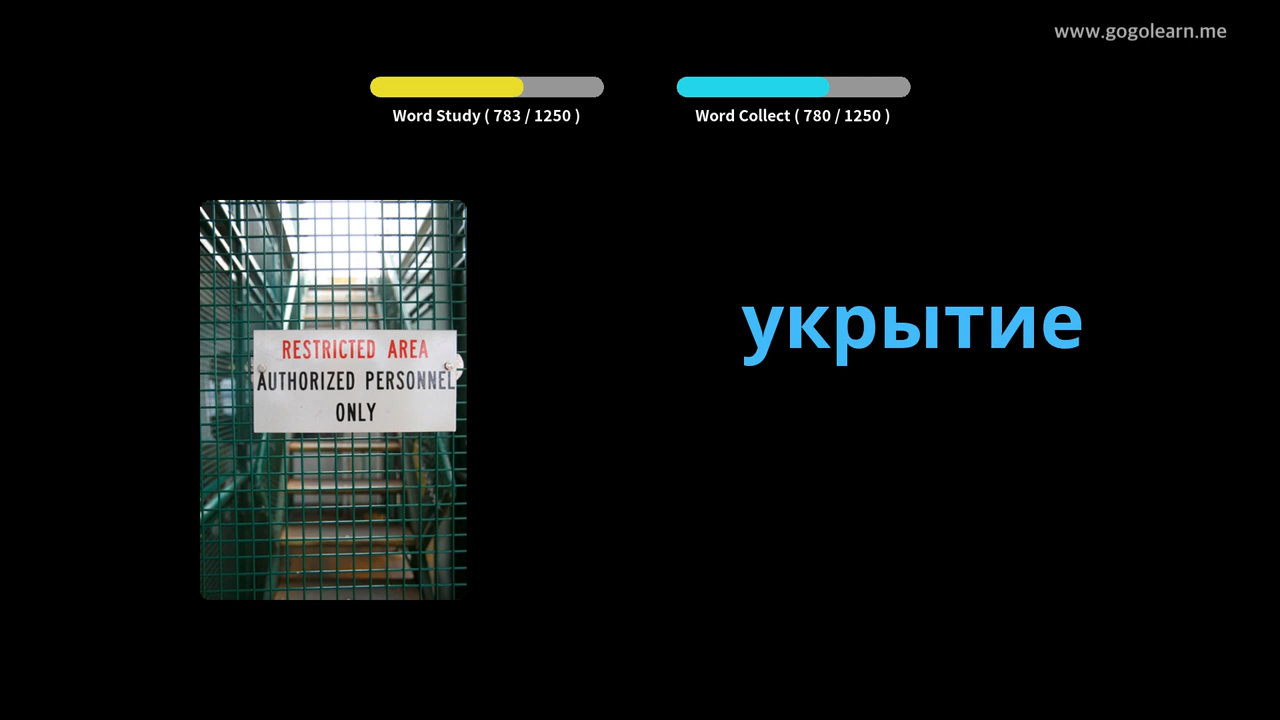 www.gogolearn.me
Word Study ( 783 / 1250 )
Word Collect ( 780 / 1250 )
RESTRICTED AREA
AUTHORIZED PERSONNEL
ONLY
укрытие